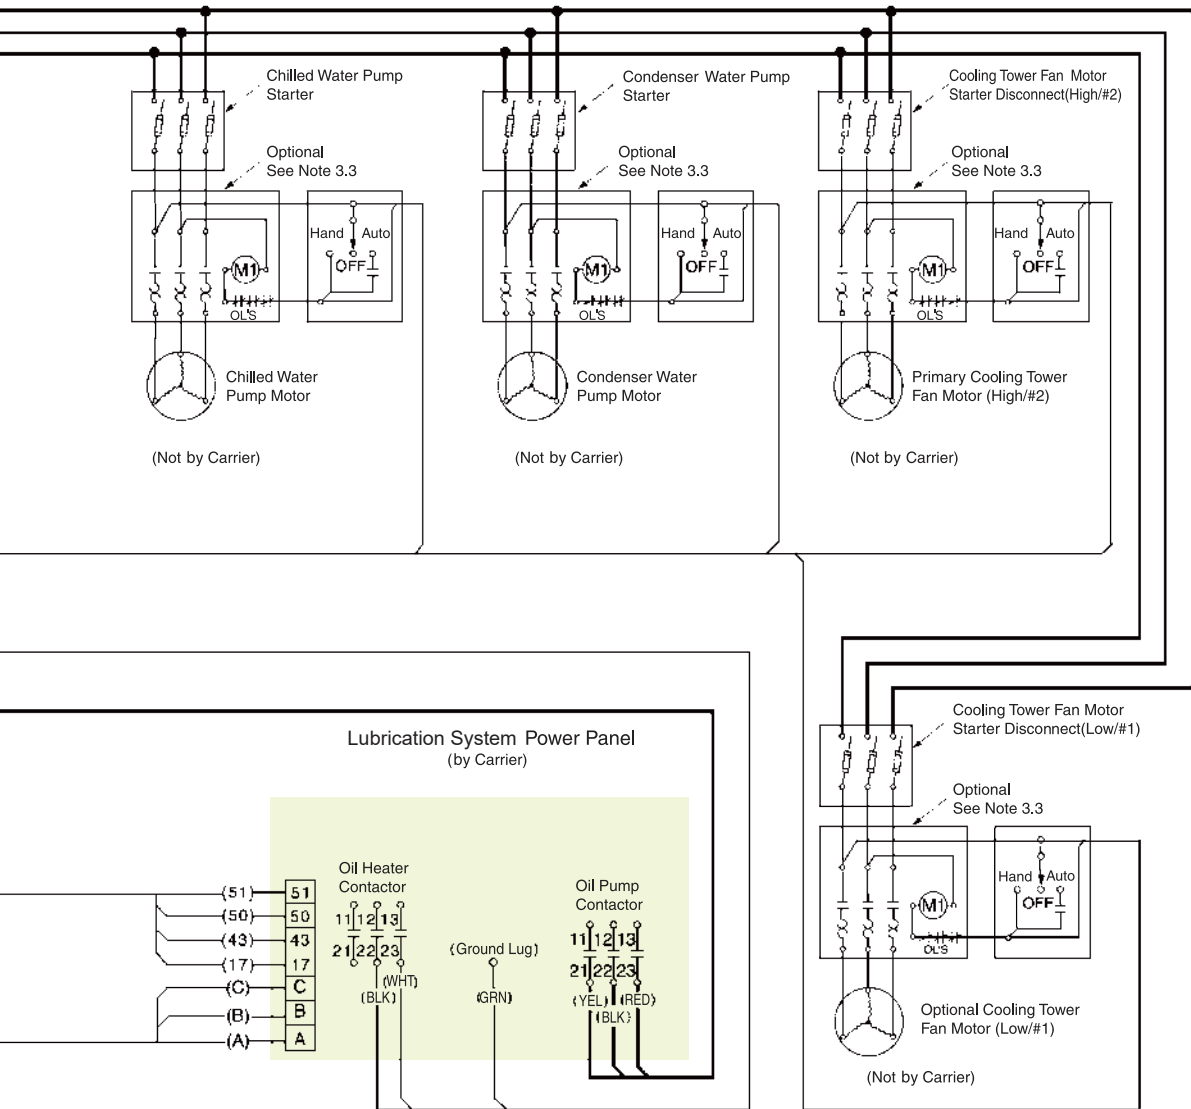 Chilled Water Pump
Starter
Optional
See Note 3.3
Hand Auto
OFF
M1
OL'S
Chilled Water
Pump Motor
(Not by Carrier)
Condenser Water Pump
Starter
Optional
See Note 3.3
Hand Auto
OFF
M1
OL'S
Condenser Water
Pump Motor
(Not by Carrier)
Cooling Tower Fan Motor
Starter Disconnect(High/#2)
Optional
See Note 3.3
Hand Auto
OFF
M1
OL'S
Primary Cooling Tower
Fan Motor (High/#2)
(Not by Carrier)
Lubrication System Power Panel
(by Carrier)
(51) 51
(50) 50
(43) 43
(17) 17
(C) C
(B) B
(A) A
Oil Heater
Contactor
11 12 13
21 22 23
(WHT)
(BLK)
(Ground Lug)
(GRN)
Oil Pump
Contactor
11 12 13
21 22 23
(YEL) (RED)
(BLK)
Cooling Tower Fan Motor
Starter Disconnect(Low/#1)
Optional
See Note 3.3
Hand Auto
OFF
M1
OL'S
Optional Cooling Tower
Fan Motor (Low/#1)
(Not by Carrier)